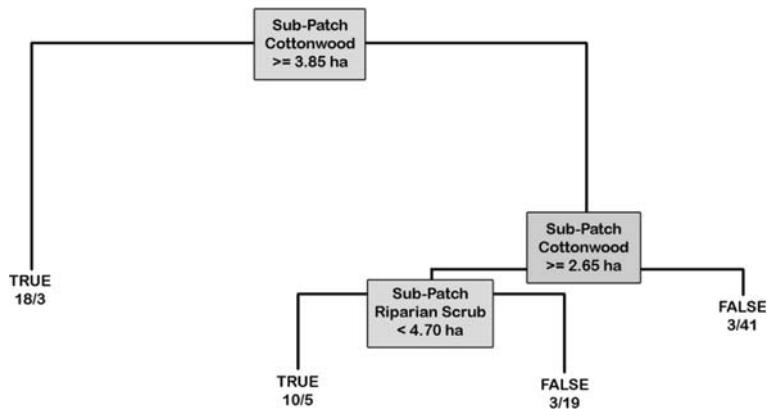 Sub-Patch
Cottonwood
>= 3.85 ha
Sub-Patch
Cottonwood
>= 2.65 ha
TRUE
18/3
Sub-Patch
Riparian Scrub
< 4.70 ha
FALSE
3/41
TRUE
10/5
FALSE
3/19